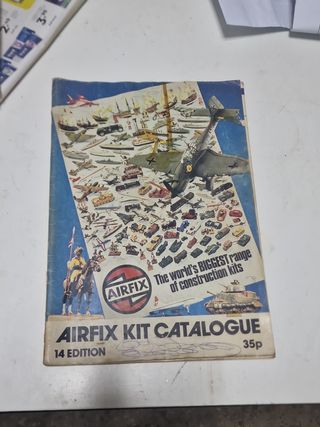 AIRFIX
The world's BIGGEST range
of construction kits
AIRFIX KIT CATALOGUE
14 EDITION
35p